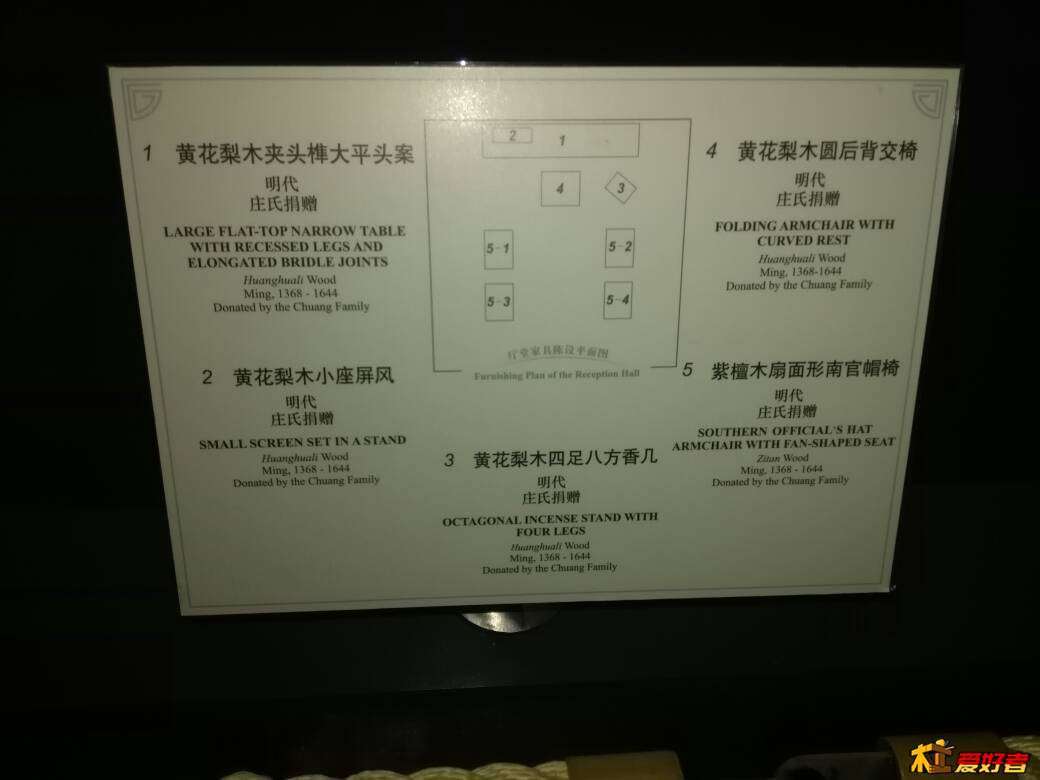 1 黄花梨木夹头榫大平头案
明代
庄氏捐赠
LARGE FLAT-TOP NARROW TABLE
WITH RECESSED LEGS AND
ELONGATED BRIDLE JOINTS
Huanghuali Wood
Ming, 1368 - 1644
Donated by the Chuang Family
2 黄花梨木小座屏风
明代
庄氏捐赠
SMALL SCREEN SET IN A STAND
Huanghuali Wood
Ming, 1368 - 1644
Donated by the Chuang Family
2
1
4
3
5-1
5-2
5-3
5-4
厅堂家具陈设平面图
Furnishing Plan of the Reception Hall
3 黄花梨木四足八方香几
明代
庄氏捐赠
OCTAGONAL INCENSE STAND WITH
FOUR LEGS
Huanghuali Wood
Ming, 1368 - 1644
Donated by the Chuang Family
4 黄花梨木圆后背交椅
明代
庄氏捐赠
FOLDING ARMCHAIR WITH
CURVED REST
Huanghuali Wood
Ming, 1368-1644
Donated by the Chuang Family
5 紫檀木扇面形南官帽椅
明代
庄氏捐赠
SOUTHERN OFFICIAL'S HAT
ARMCHAIR WITH FAN-SHAPED SEAT
Zitan Wood
Ming, 1368 - 1644
Donated by the Chuang Family
爱好者